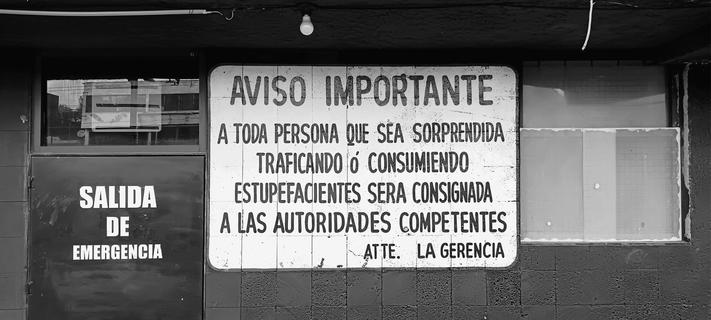 AVISO IMPORTANTE
A TODA PERSONA QUE SEA SORPRENDIDA
TRAFICANDO ó CONSUMIENDO
ESTUPEFACIENTES SERA CONSIGNADA
A LAS AUTORIDADES COMPETENTES
ATTE. LA GERENCIA
SALIDA
DE
EMERGENCIA